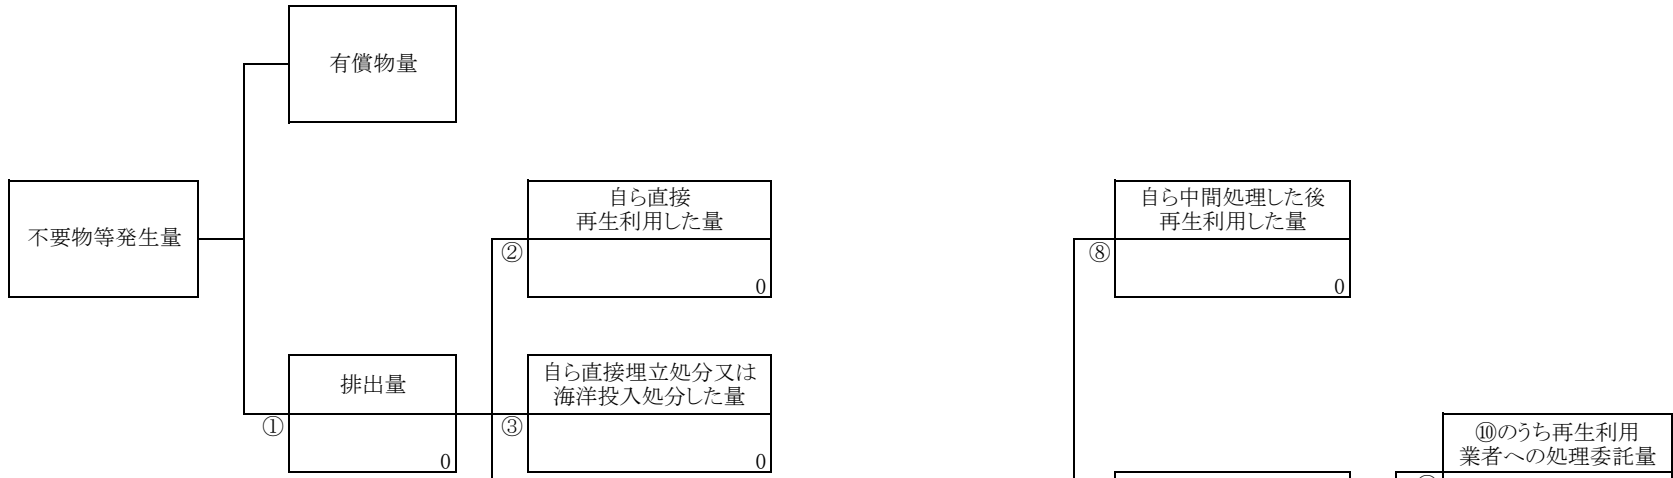 有償物量
不要物等発生量
自ら直接
再生利用した量
②
0
自ら中間処理した後
再生利用した量
⑧
0
排出量
①
0
自ら直接埋立処分又は
海洋投入処分した量
③
0
⑩のうち再生利用
業者への処理委託量